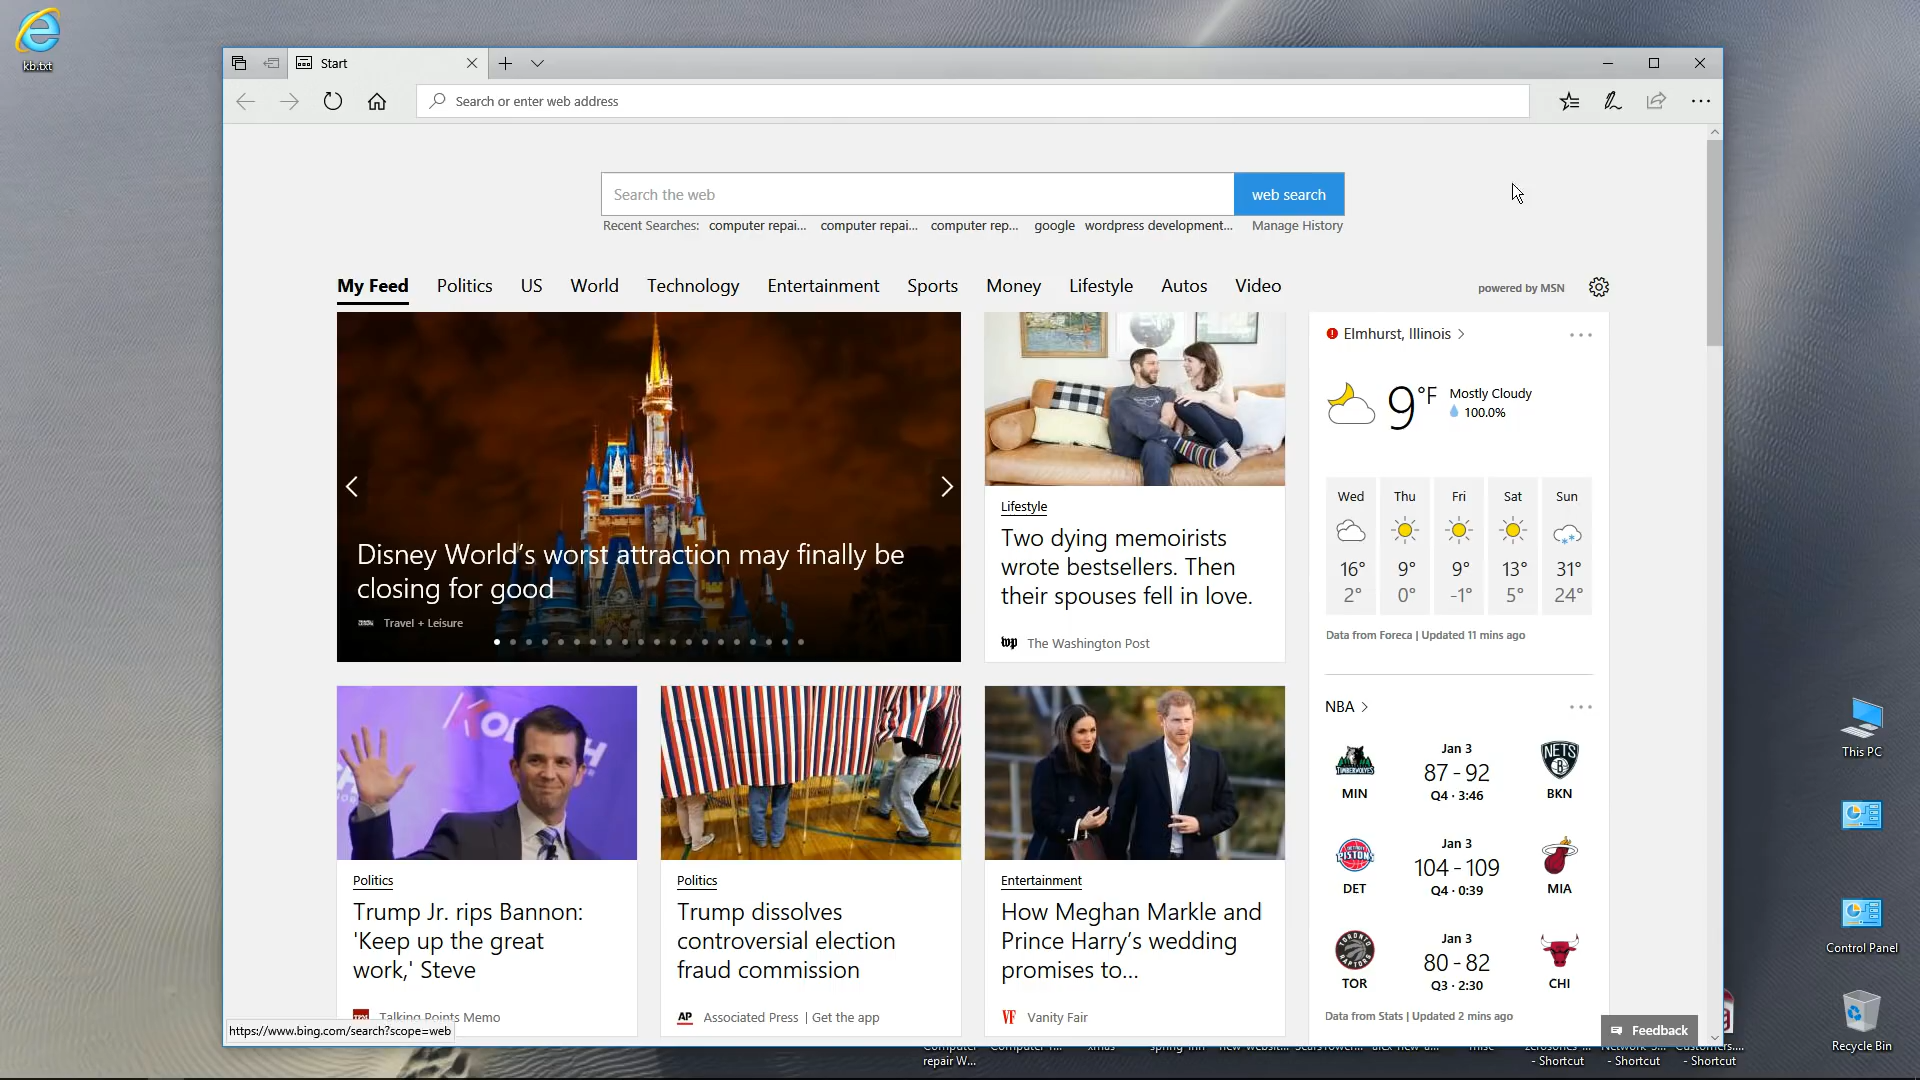 kb.txt
Start
Search or enter web address
Search the web
web search
Recent Searches: computer repai... computer repai... computer rep... google wordpress development... Manage History
My Feed Politics US World Technology Entertainment Sports Money Lifestyle Autos Video
powered by MSN
Disney World's worst attraction may finally be
closing for good
Travel + Leisure
Lifestyle
Two dying memoirists
wrote bestsellers. Then
their spouses fell in love.
wp The Washington Post
Elmhurst, Illinois
9°F
Mostly Cloudy
100.0%
Wed Thu Fri Sat Sun
16° 9° 9° 13° 31°
2° 0° -1° 5° 24°
Data from Foreca | Updated 11 mins ago
Politics
Trump Jr. rips Bannon:
'Keep up the great
work,' Steve
Talking Points Memo
Politics
Trump dissolves
controversial election
fraud commission
AP Associated Press | Get the app
Entertainment
How Meghan Markle and
Prince Harry's wedding
promises to...
VF Vanity Fair
NBA
Jan 3
87 - 92
MIN Q4 · 3:46 BKN
NETS
Jan 3
104 - 109
DET Q4 · 0:39 MIA
PISTONS
Jan 3
80 - 82
TOR Q3 · 2:30 CHI
Data from Stats | Updated 2 mins ago
Feedback
https://www.bing.com/search?scope=web
This PC
Control Panel
Recycle Bin
repair W...
- Shortcut
- Shortcut
- Shortcut